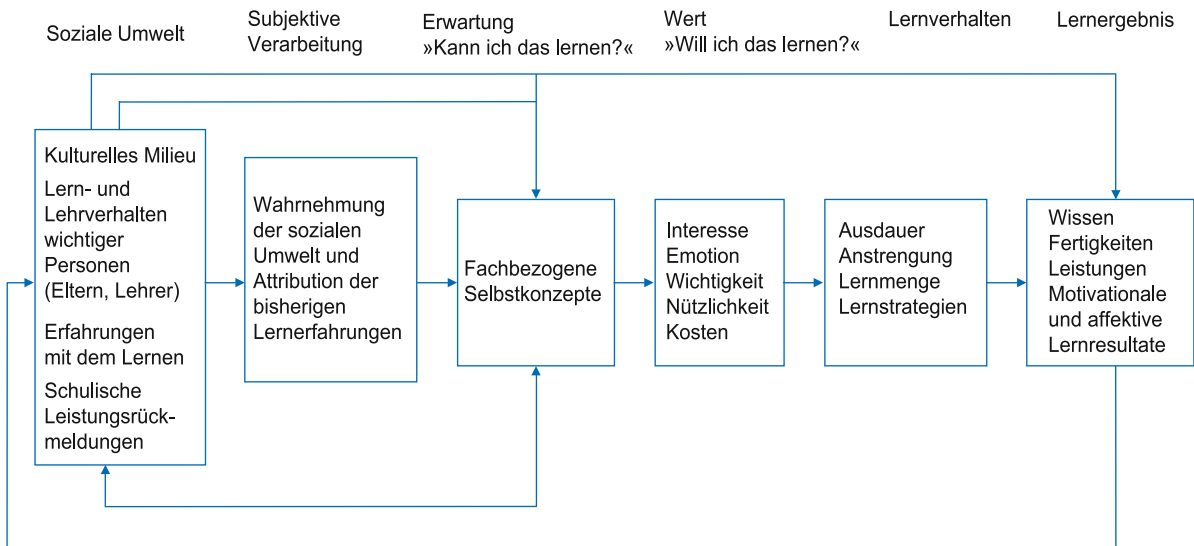 Soziale Umwelt
Subjektive
Verarbeitung
Erwartung
»Kann ich das lernen?«
Wert
»Will ich das lernen?«
Lernverhalten
Lernergebnis
Kulturelles Milieu
Lern- und
Lehrverhalten
wichtiger
Personen
(Eltern, Lehrer)
Erfahrungen
mit dem Lernen
Schulische
Leistungsrück-
meldungen
Wahrnehmung
der sozialen
Umwelt und
Attribution der
bisherigen
Lernerfahrungen
Fachbezogene
Selbstkonzepte
Interesse
Emotion
Wichtigkeit
Nützlichkeit
Kosten
Ausdauer
Anstrengung
Lernmenge
Lernstrategien
Wissen
Fertigkeiten
Leistungen
Motivationale
und affektive
Lernresultate